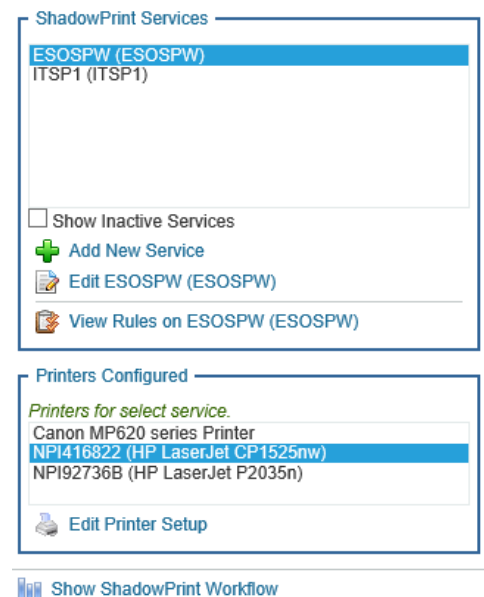 ShadowPrint Services
ESOSPW (ESOSPW)
ITSP1 (ITSP1)
Show Inactive Services
Add New Service
Edit ESOSPW (ESOSPW)
View Rules on ESOSPW (ESOSPW)
Printers Configured
Printers for select service.
Canon MP620 series Printer
NPI416822 (HP LaserJet CP1525nw)
NPI92736B (HP LaserJet P2035n)
Edit Printer Setup
Show ShadowPrint Workflow